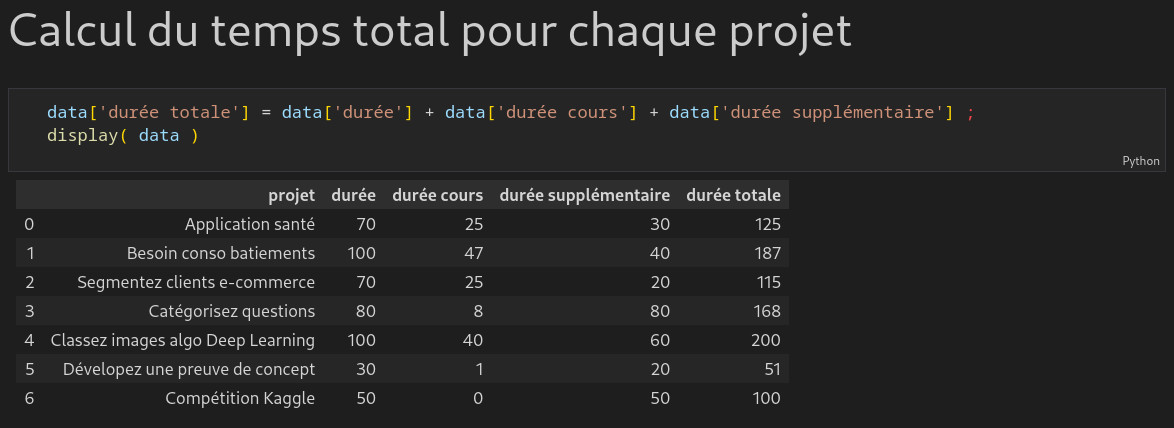 Calcul du temps total pour chaque projet
data['durée totale'] = data['durée'] + data['durée cours'] + data['durée supplémentaire'] ;
display( data )
Python
projet durée durée cours durée supplémentaire durée totale
0 Application santé 70 25 30 125
1 Besoin conso batiements 100 47 40 187
2 Segmentez clients e-commerce 70 25 20 115
3 Catégorisez questions 80 8 80 168
4 Classez images algo Deep Learning 100 40 60 200
5 Dévelopez une preuve de concept 30 1 20 51
6 Compétition Kaggle 50 0 50 100